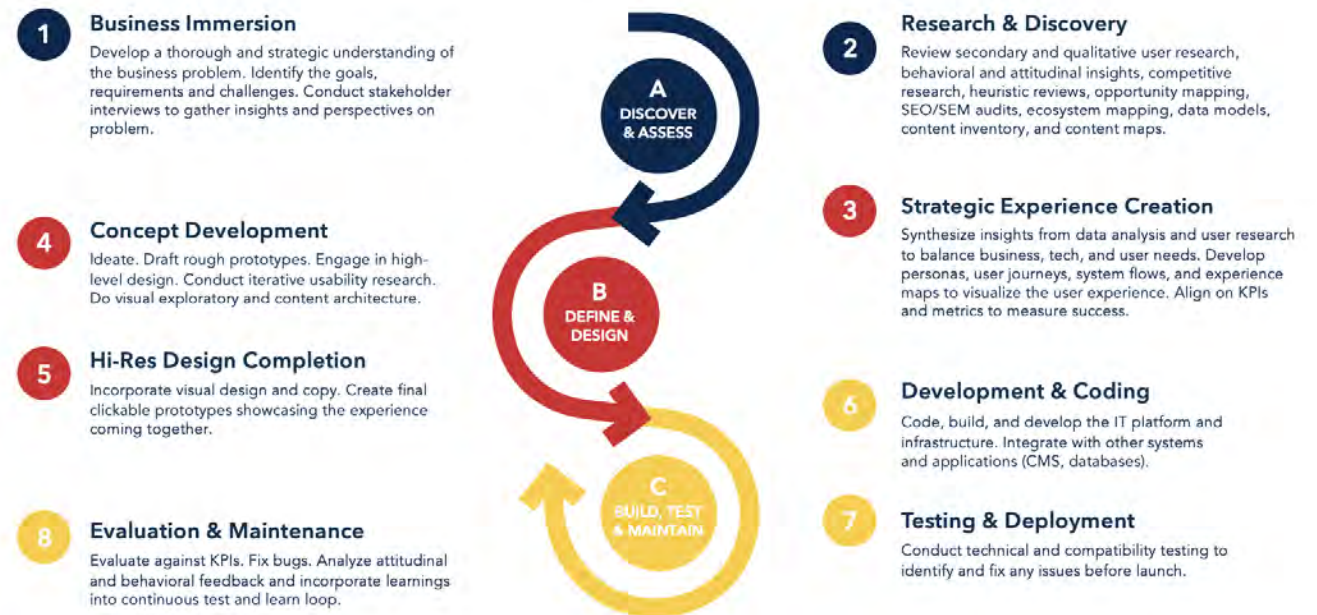 1
Business Immersion
Develop a thorough and strategic understanding of
the business problem. Identify the goals,
requirements and challenges. Conduct stakeholder
interviews to gather insights and perspectives on
problem.
A
DISCOVER
& ASSESS
2
Research & Discovery
Review secondary and qualitative user research,
behavioral and attitudinal insights, competitive
research, heuristic reviews, opportunity mapping,
SEO/SEM audits, ecosystem mapping, data models,
content inventory, and content maps.
3
Strategic Experience Creation
Synthesize insights from data analysis and user research
to balance business, tech, and user needs. Develop
personas, user journeys, system flows, and experience
maps to visualize the user experience. Align on KPIs
and metrics to measure success.
4
Concept Development
Ideate. Draft rough prototypes. Engage in high-
level design. Conduct iterative usability research.
Do visual exploratory and content architecture.
B
DEFINE &
DESIGN
5
Hi-Res Design Completion
Incorporate visual design and copy. Create final
clickable prototypes showcasing the experience
coming together.
6
Development & Coding
Code, build, and develop the IT platform and
infrastructure. Integrate with other systems
and applications (CMS, databases).
C
BUILD, TEST
& MAINTAIN
7
Testing & Deployment
Conduct technical and compatibility testing to
identify and fix any issues before launch.
8
Evaluation & Maintenance
Evaluate against KPIs. Fix bugs. Analyze attitudinal
and behavioral feedback and incorporate learnings
into continuous test and learn loop.